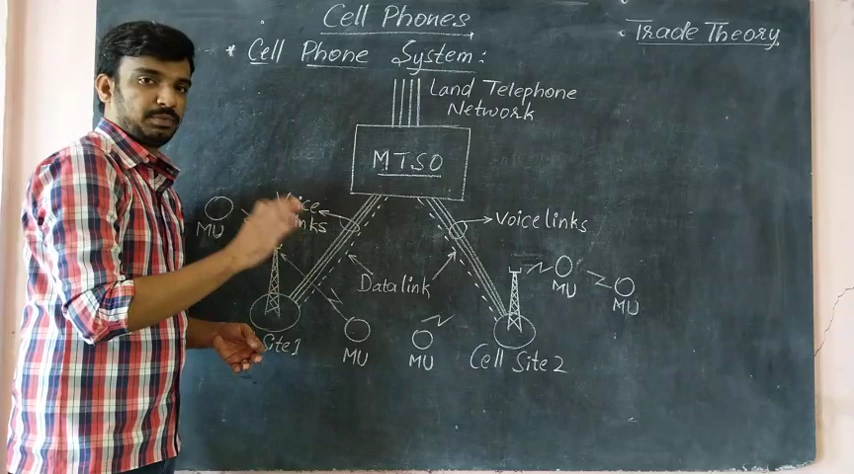 Cell Phones
Trade Theory
* Cell Phone System:
Land Telephone
Network
MTSO
Voice
MU
Voice links
Data link
MU
MU
Site 1
MU
MU
Cell Site 2